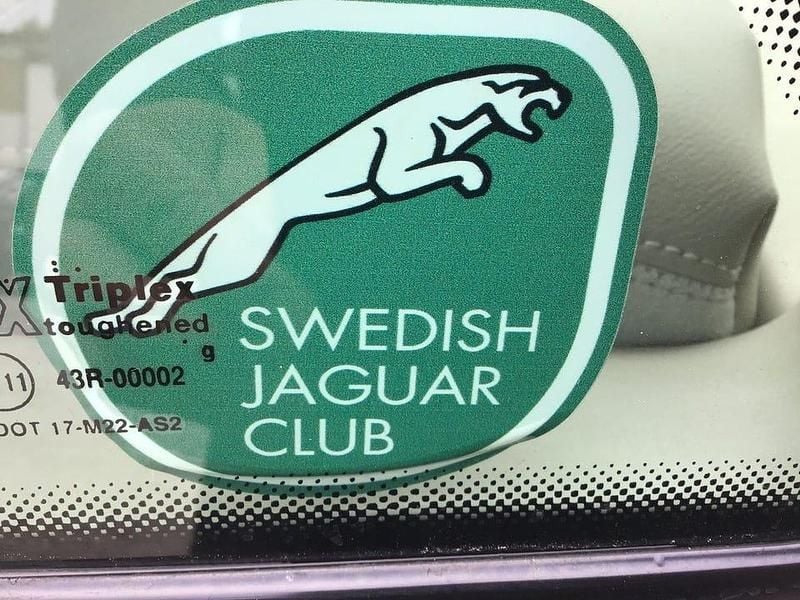 SWEDISH
JAGUAR
CLUB
X Triplex
toughened
g
11 43R-00002
DOT 17-M22-AS2